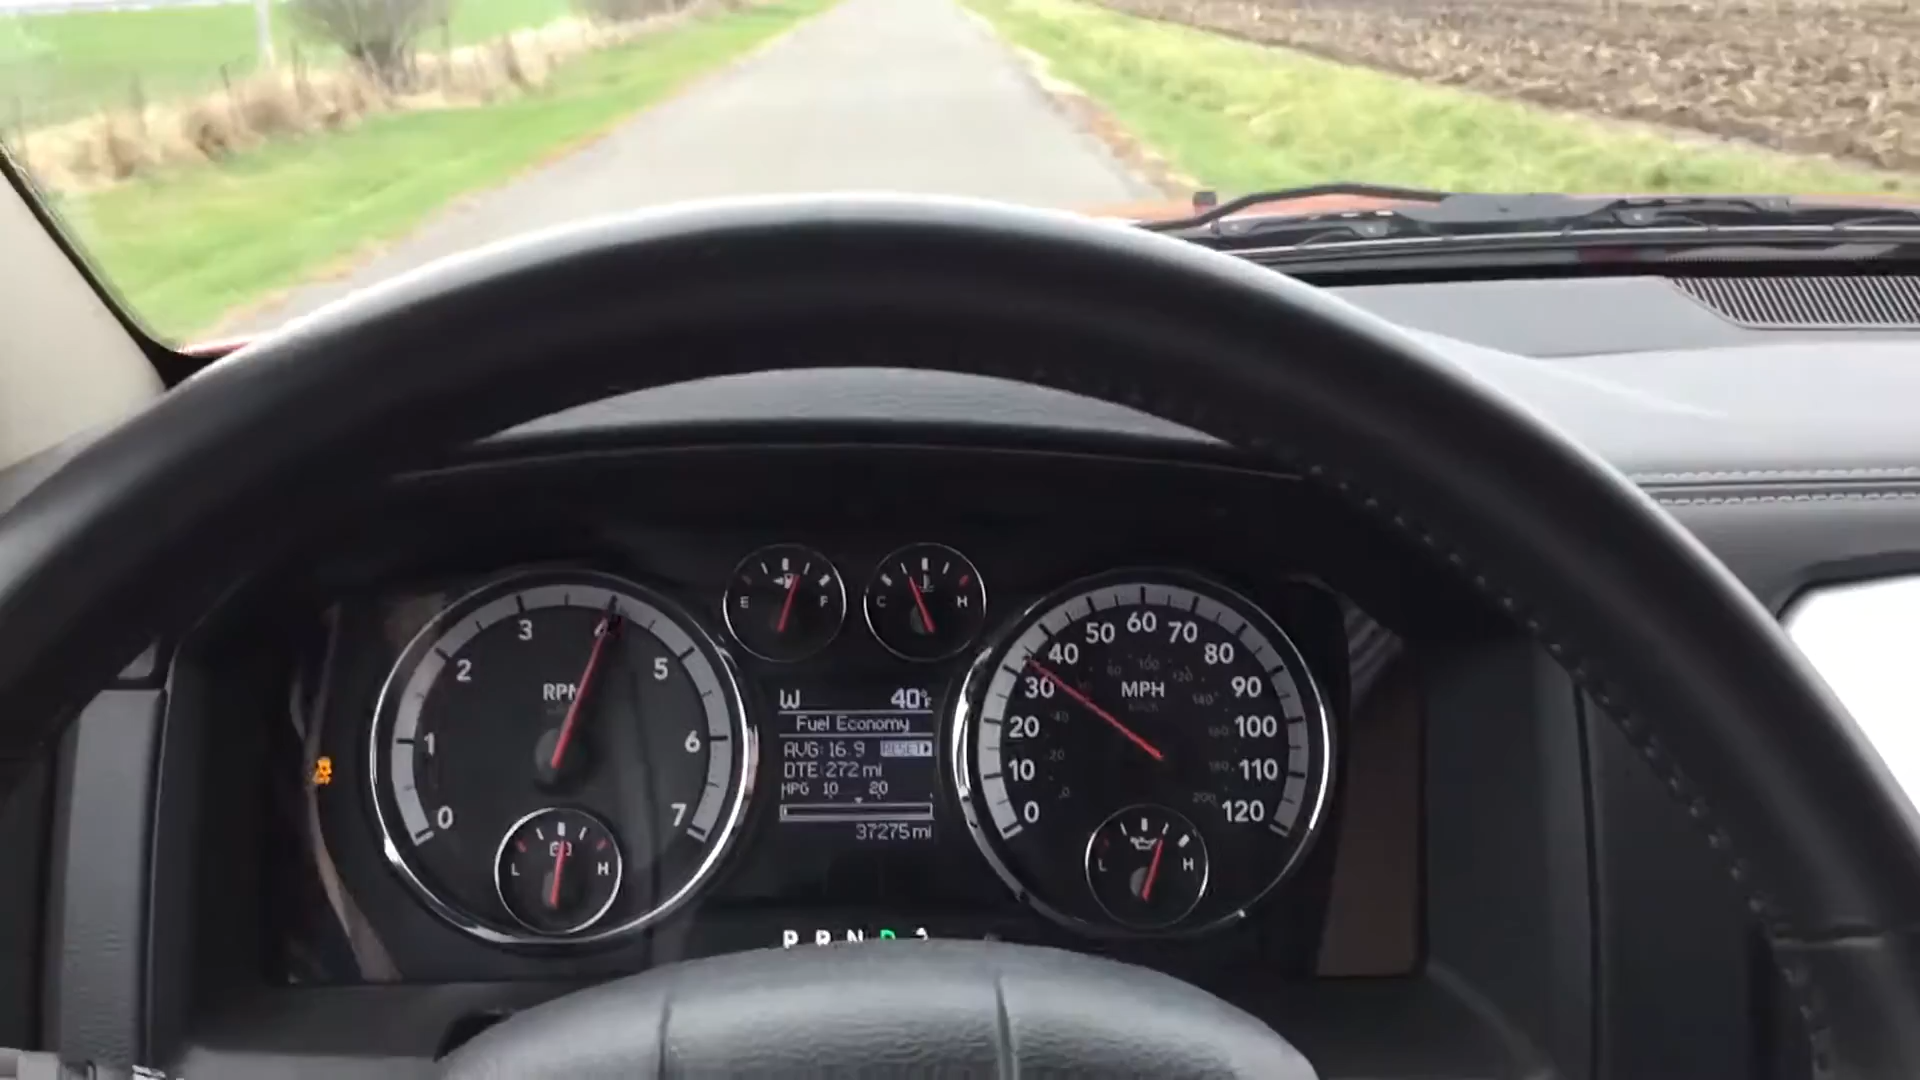 3
4
2
5
RPM
1
6
0
7
L
H
E
F
C
H
W 40°F
Fuel Economy
AVG: 16.9 RESET
DTE: 272 mi
MPG 10 20
37275 mi
P R N D
60
50 70
40 80
30 MPH 90
20 100
10 110
0 120
L
H